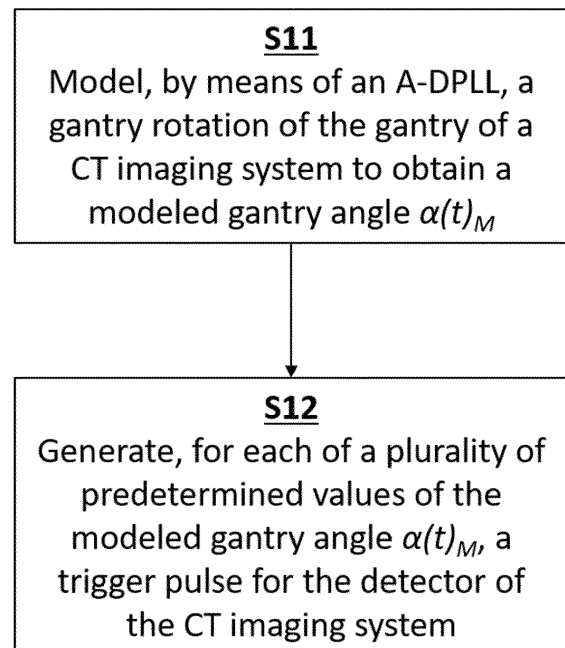 S11
Model, by means of an A-DPLL, a
gantry rotation of the gantry of a
CT imaging system to obtain a
modeled gantry angle α(t)M
S12
Generate, for each of a plurality of
predetermined values of the
modeled gantry angle α(t)M, a
trigger pulse for the detector of
the CT imaging system